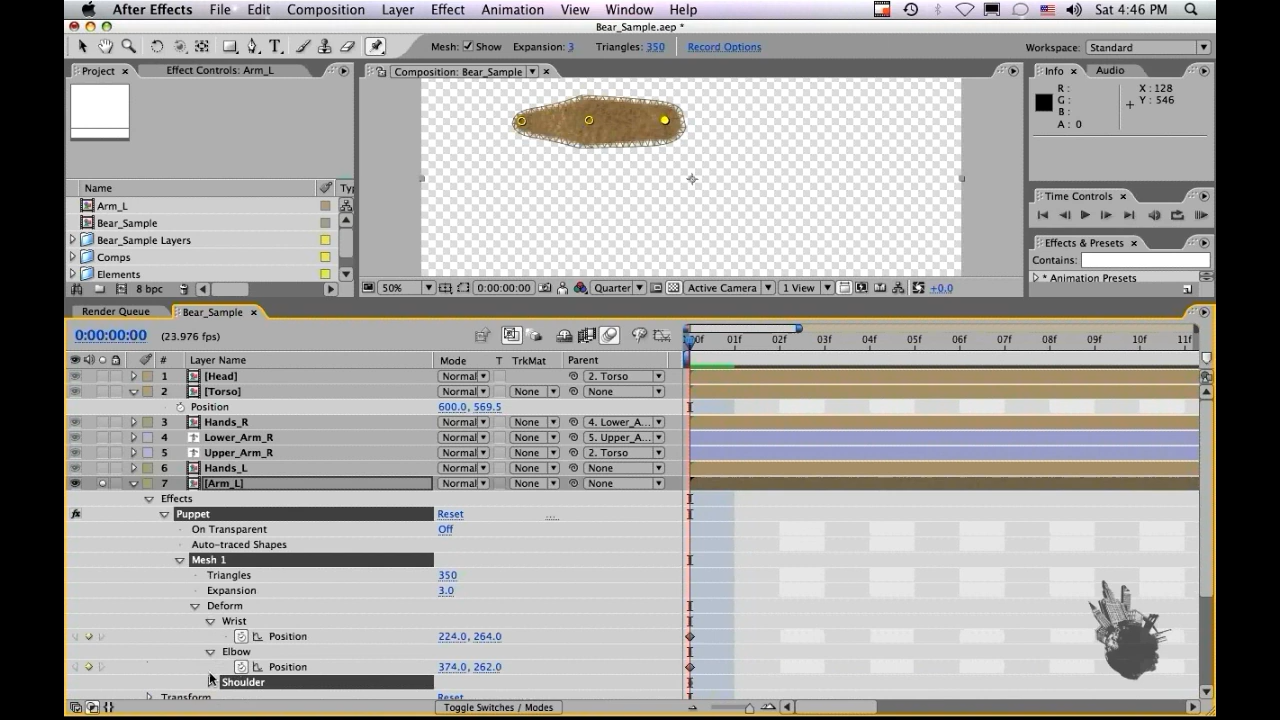 After Effects File Edit Composition Layer Effect Animation View Window Help Sat 4:46 PM
Bear_Sample.aep *
Mesh: Show Expansion: 3 Triangles: 350 Record Options Workspace: Standard
Project Effect Controls: Arm_L Composition: Bear_Sample Info Audio
R: X: 128
G: Y: 546
B:
A: 0
Name Ty
Arm_L
Bear_Sample
Bear_Sample Layers
Comps
Elements
Time Controls
Effects & Presets
Contains:
* Animation Presets
8 bpc 50% 0:00:00:00 Quarter Active Camera 1 View +0.0
Render Queue Bear_Sample
0:00:00:00 (23.976 fps)
00f 01f 02f 03f 04f 05f 06f 07f 08f 09f 10f 11f
# Layer Name Mode T TrkMat Parent
1 [Head] Normal 2. Torso
2 [Torso] Normal None None
Position 600.0, 569.5
3 Hands_R Normal None 4. Lower_A...
4 Lower_Arm_R Normal None 5. Upper_A...
5 Upper_Arm_R Normal None 2. Torso
6 Hands_L Normal None None
7 [Arm_L] Normal None None
Effects
fx Puppet Reset ...
On Transparent Off
Auto-traced Shapes
Mesh 1
Triangles 350
Expansion 3.0
Deform
Wrist
Position 224.0, 264.0
Elbow
Position 374.0, 262.0
Shoulder
Transform Reset
Toggle Switches / Modes